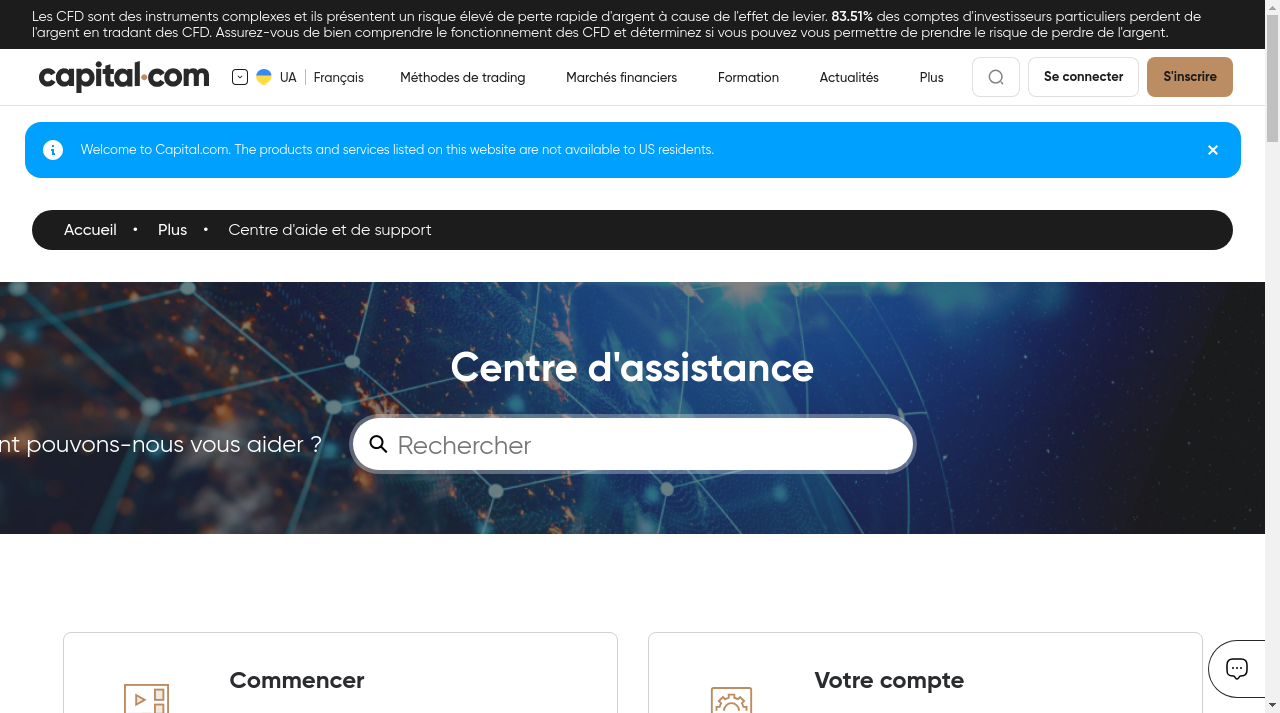 Les CFD sont des instruments complexes et ils présentent un risque élevé de perte rapide d'argent à cause de l'effet de levier. 83.51% des comptes d'investisseurs particuliers perdent de
l'argent en tradant des CFD. Assurez-vous de bien comprendre le fonctionnement des CFD et déterminez si vous pouvez vous permettre de prendre le risque de perdre de l'argent.
capital.com UA Français Méthodes de trading Marchés financiers Formation Actualités Plus Se connecter S'inscrire
Welcome to Capital.com. The products and services listed on this website are not available to US residents.
Accueil • Plus • Centre d'aide et de support
Centre d'assistance
pouvons-nous vous aider ? Rechercher
Commencer Votre compte